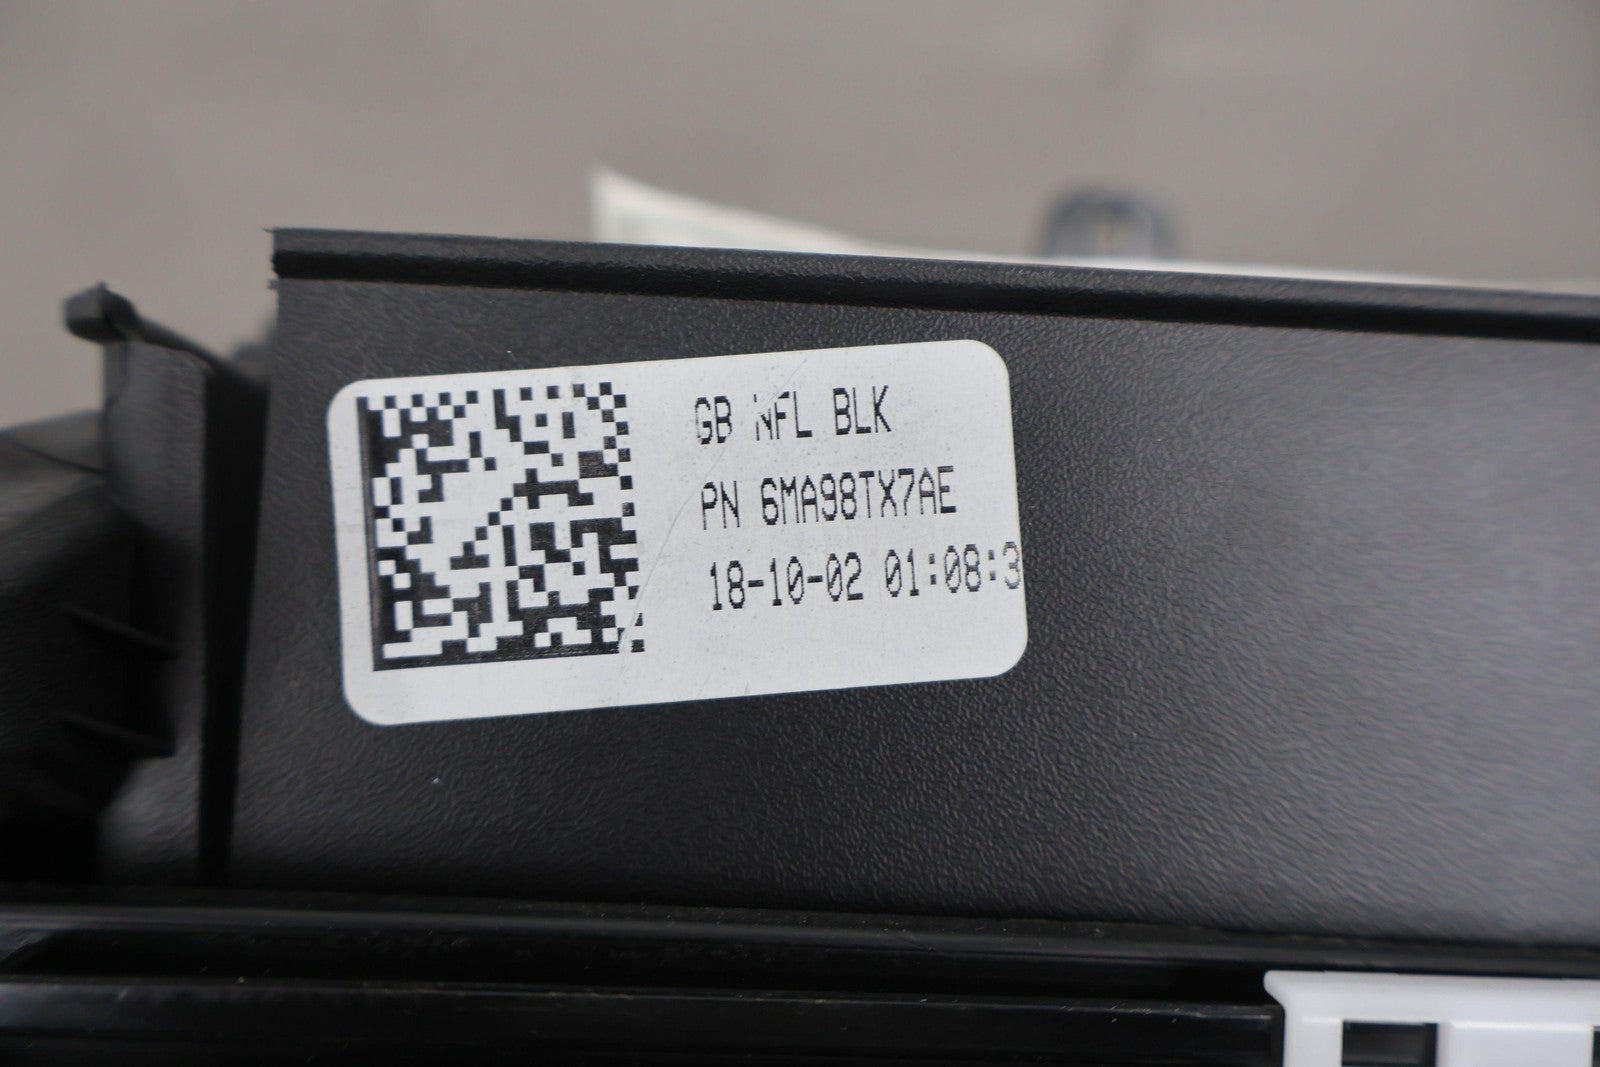 GB NFL BLK
PN 6MA98TX7AE
18-10-02 01:08:3